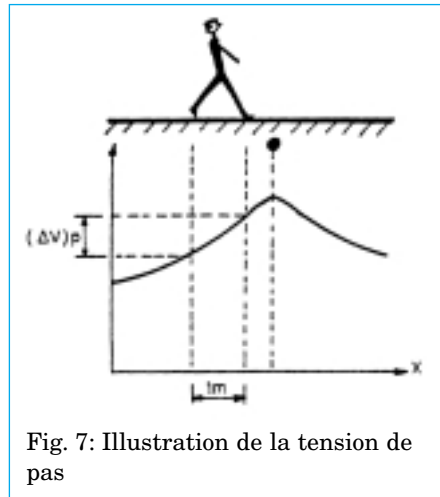 (ΔV)p
x
1m
Fig. 7: Illustration de la tension de
pas